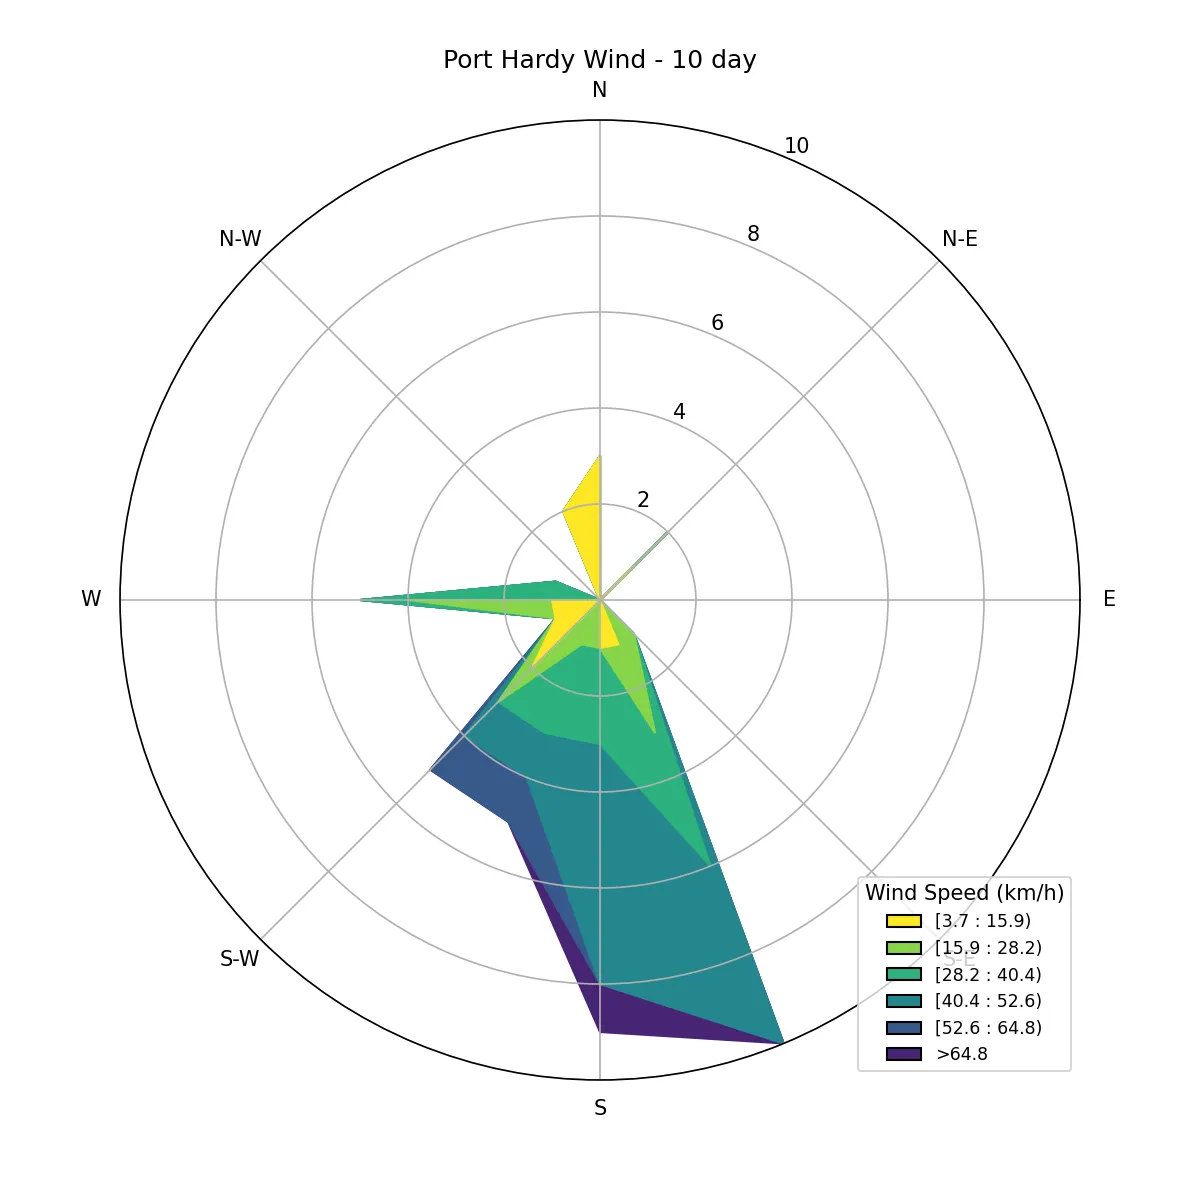 Port Hardy Wind - 10 day
N
10
N-W
8
N-E
6
4
2
W
E
Wind Speed (km/h)
[3.7 : 15.9)
[15.9 : 28.2)
S-W
S-E
[28.2 : 40.4)
[40.4 : 52.6)
[52.6 : 64.8)
>64.8
S